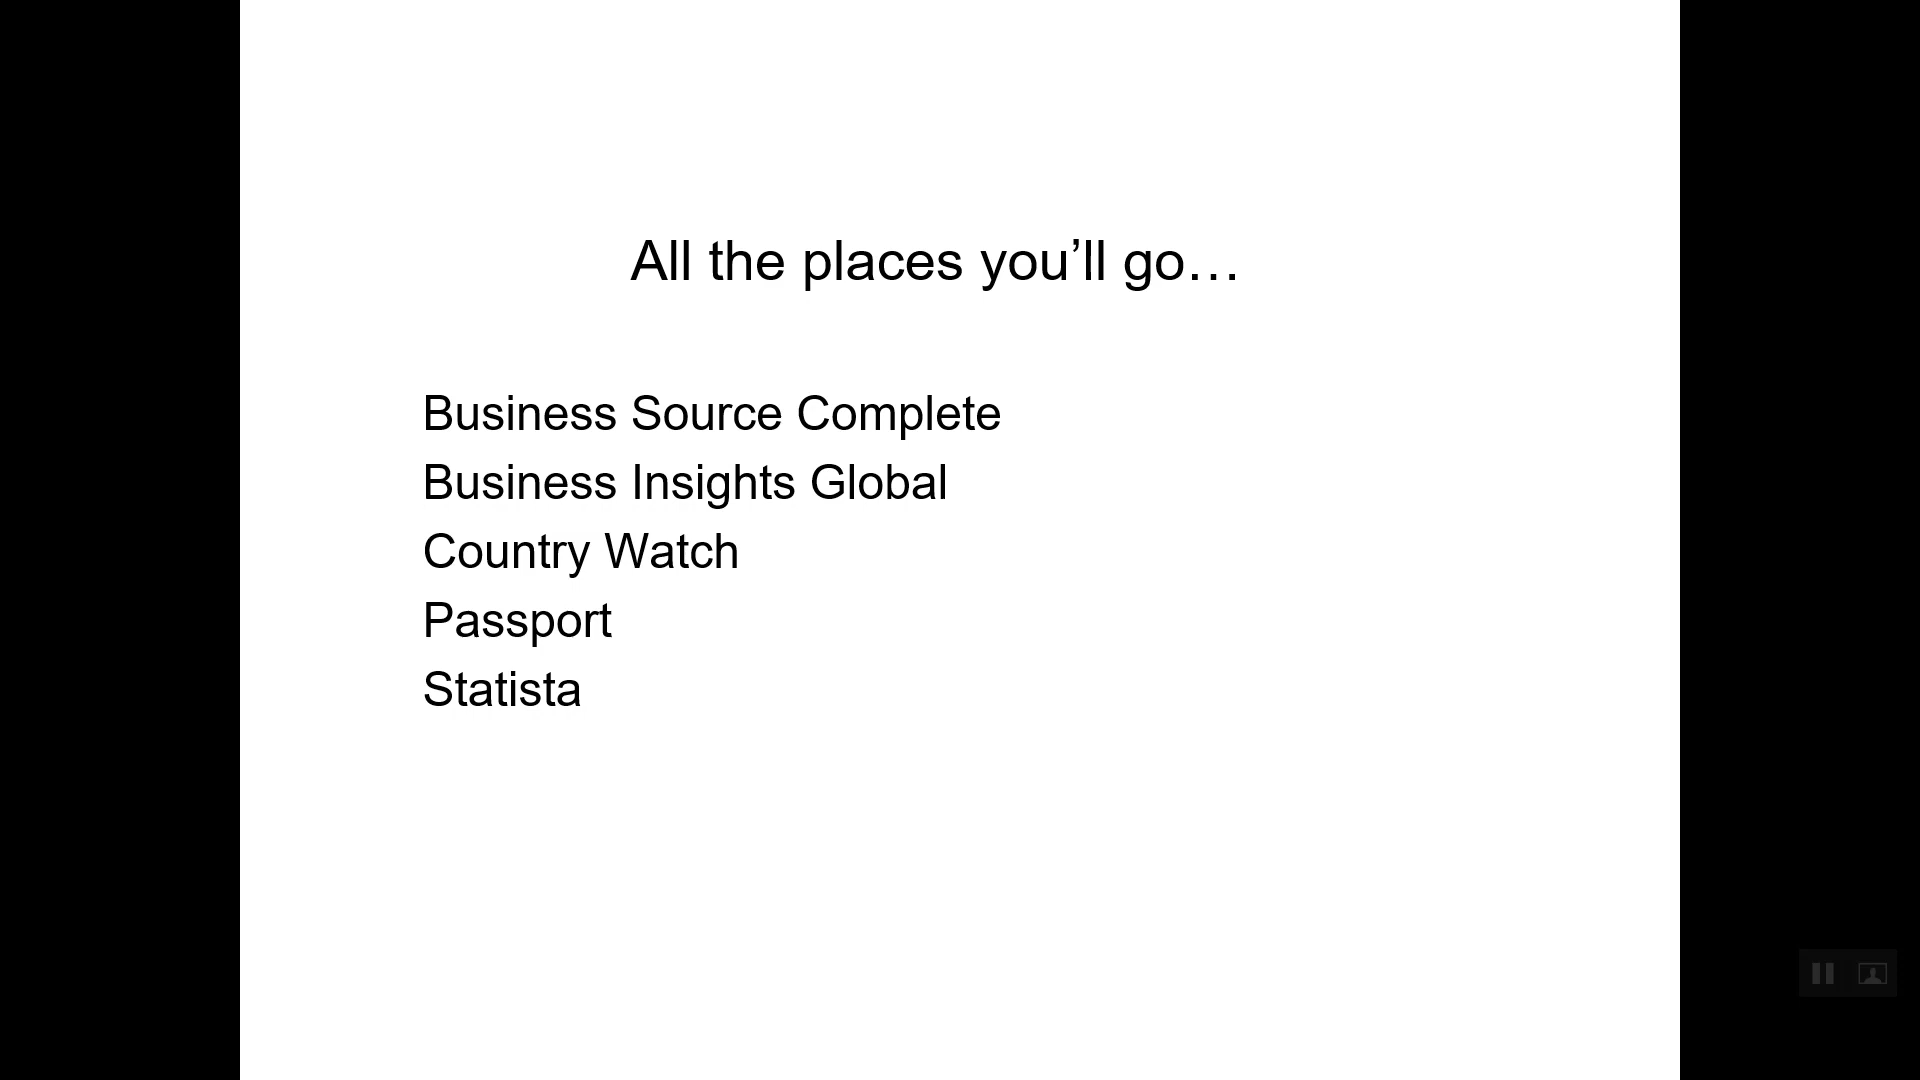 All the places you’ll go…
Business Source Complete
Business Insights Global
Country Watch
Passport
Statista